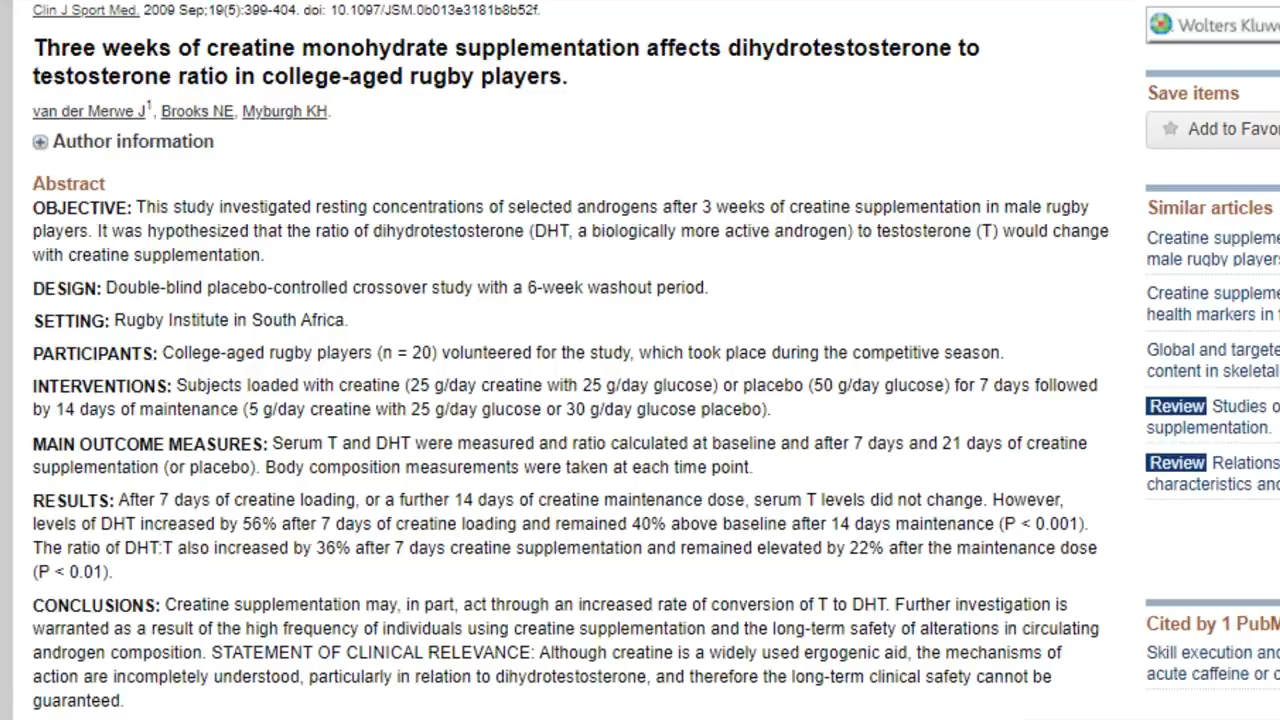 Clin J Sport Med. 2009 Sep;19(5):399-404. doi: 10.1097/JSM.0b013e3181b8b52f.
Three weeks of creatine monohydrate supplementation affects dihydrotestosterone to
testosterone ratio in college-aged rugby players.
van der Merwe J1, Brooks NE, Myburgh KH.
Author information
Abstract
OBJECTIVE: This study investigated resting concentrations of selected androgens after 3 weeks of creatine supplementation in male rugby
players. It was hypothesized that the ratio of dihydrotestosterone (DHT, a biologically more active androgen) to testosterone (T) would change
with creatine supplementation.
DESIGN: Double-blind placebo-controlled crossover study with a 6-week washout period.
SETTING: Rugby Institute in South Africa.
PARTICIPANTS: College-aged rugby players (n = 20) volunteered for the study, which took place during the competitive season.
INTERVENTIONS: Subjects loaded with creatine (25 g/day creatine with 25 g/day glucose) or placebo (50 g/day glucose) for 7 days followed
by 14 days of maintenance (5 g/day creatine with 25 g/day glucose or 30 g/day glucose placebo).
MAIN OUTCOME MEASURES: Serum T and DHT were measured and ratio calculated at baseline and after 7 days and 21 days of creatine
supplementation (or placebo). Body composition measurements were taken at each time point.
RESULTS: After 7 days of creatine loading, or a further 14 days of creatine maintenance dose, serum T levels did not change. However,
levels of DHT increased by 56% after 7 days of creatine loading and remained 40% above baseline after 14 days maintenance (P < 0.001).
The ratio of DHT:T also increased by 36% after 7 days creatine supplementation and remained elevated by 22% after the maintenance dose
(P < 0.01).
CONCLUSIONS: Creatine supplementation may, in part, act through an increased rate of conversion of T to DHT. Further investigation is
warranted as a result of the high frequency of individuals using creatine supplementation and the long-term safety of alterations in circulating
androgen composition. STATEMENT OF CLINICAL RELEVANCE: Although creatine is a widely used ergogenic aid, the mechanisms of
action are incompletely understood, particularly in relation to dihydrotestosterone, and therefore the long-term clinical safety cannot be
guaranteed.
Wolters Kluwe
Save items
Add to Favor
Similar articles
Creatine suppleme
male rugby players
Creatine suppleme
health markers in f
Global and targete
content in skeletal
Review Studies o
supplementation.
Review Relations
characteristics and
Cited by 1 PubM
Skill execution and
acute caffeine or c